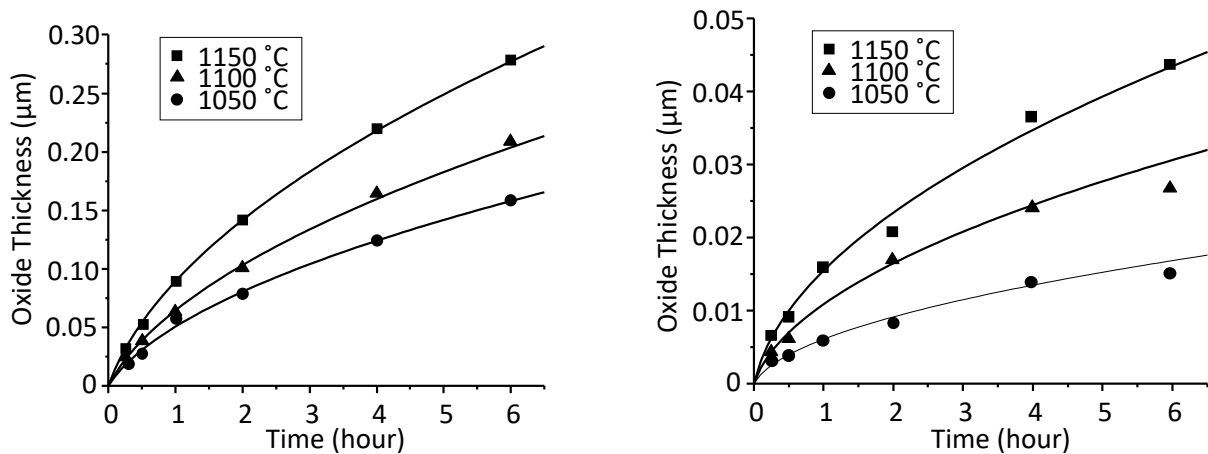 0.30
0.25
0.20
0.15
0.10
0.05
0
Oxide Thickness (µm)
1150 ˚C
1100 ˚C
1050 ˚C
0 1 2 3 4 5 6
Time (hour)
0.05
0.04
0.03
0.02
0.01
0
Oxide Thickness (µm)
1150 ˚C
1100 ˚C
1050 ˚C
0 1 2 3 4 5 6
Time (hour)